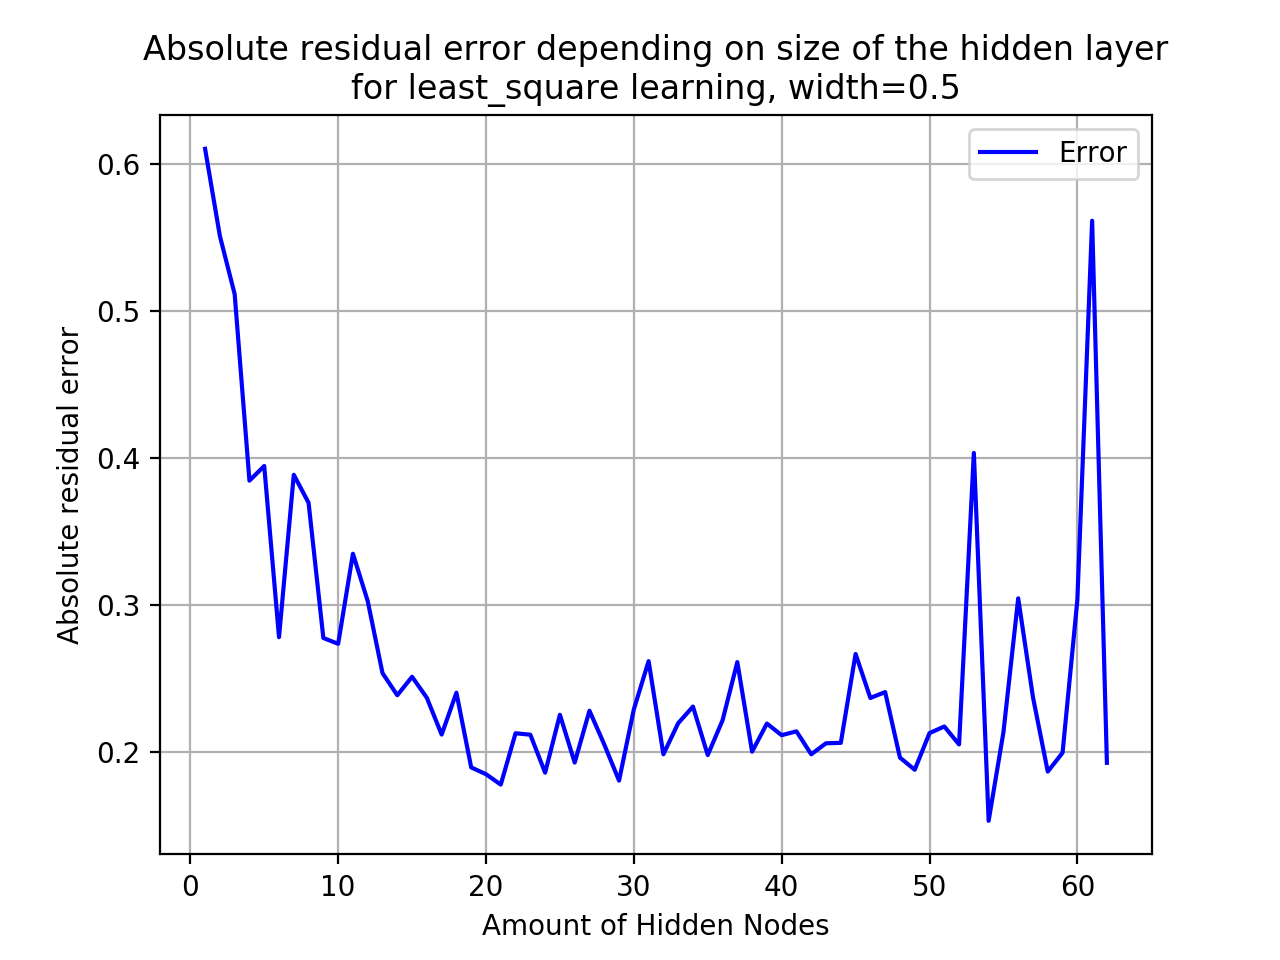 Absolute residual error depending on size of the hidden layer
for least_square learning, width=0.5
Error
0.6
0.5
0.4
0.3
0.2
Absolute residual error
0 10 20 30 40 50 60
Amount of Hidden Nodes